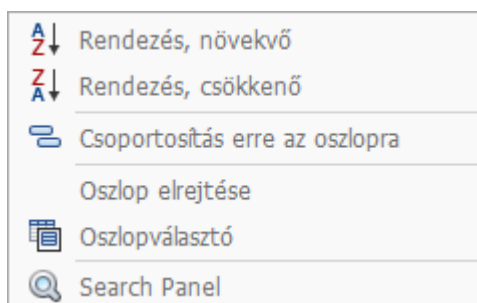 Rendezés, növekvő
Rendezés, csökkenő
Csoportosítás erre az oszlopra
Oszlop elrejtése
Oszlopválasztó
Search Panel